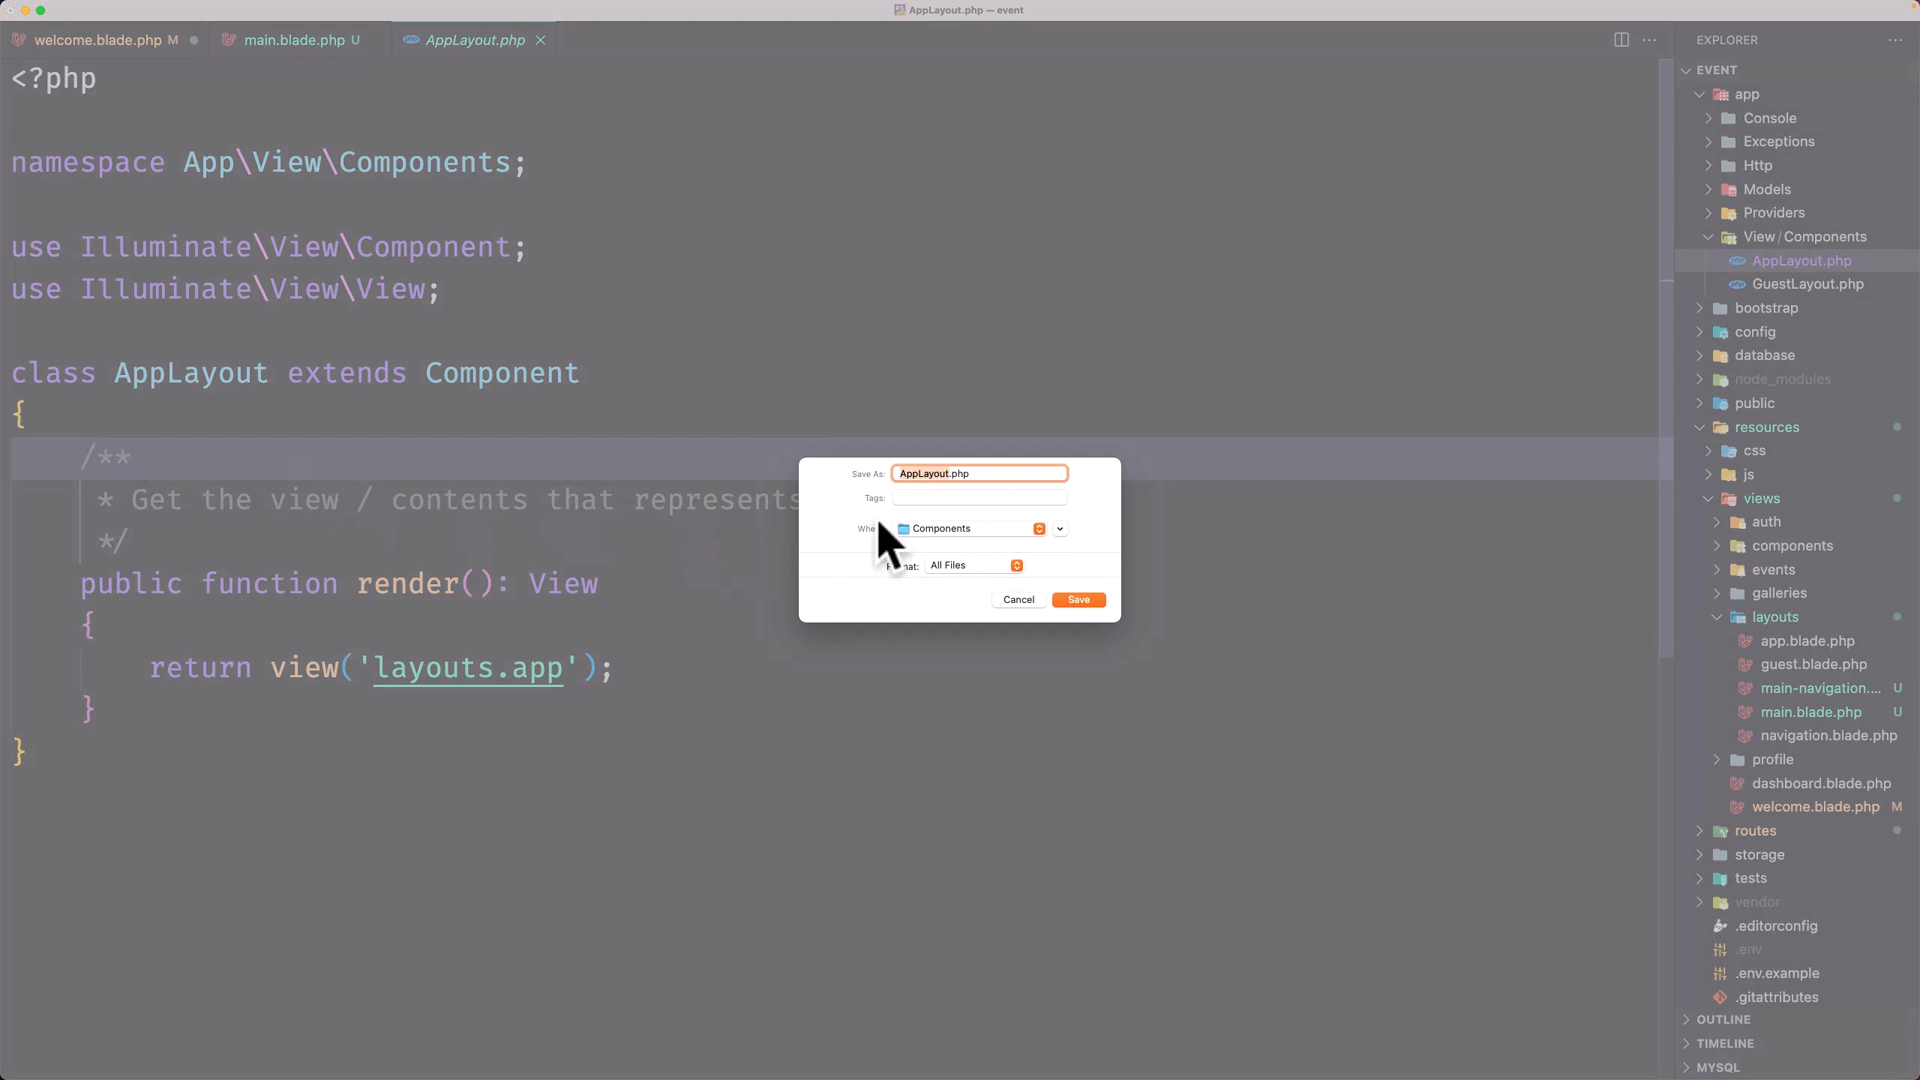 AppLayout.php — event
welcome.blade.php M
main.blade.php U
AppLayout.php
<?php
namespace App\View\Components;
use Illuminate\View\Component;
use Illuminate\View\View;
class AppLayout extends Component
{
/**
* Get the view / contents that represents
*/
public function render(): View
{
return view('layouts.app');
}
}
Save As: AppLayout.php
Tags:
Components
All Files
Cancel
Save
EXPLORER
EVENT
app
Console
Exceptions
Http
Models
Providers
View / Components
AppLayout.php
GuestLayout.php
bootstrap
config
database
node_modules
public
resources
css
js
views
auth
components
events
galleries
layouts
app.blade.php
guest.blade.php
main-navigation.... U
main.blade.php U
navigation.blade.php
profile
dashboard.blade.php
welcome.blade.php M
routes
storage
tests
vendor
.editorconfig
.env
.env.example
.gitattributes
OUTLINE
TIMELINE
MYSQL